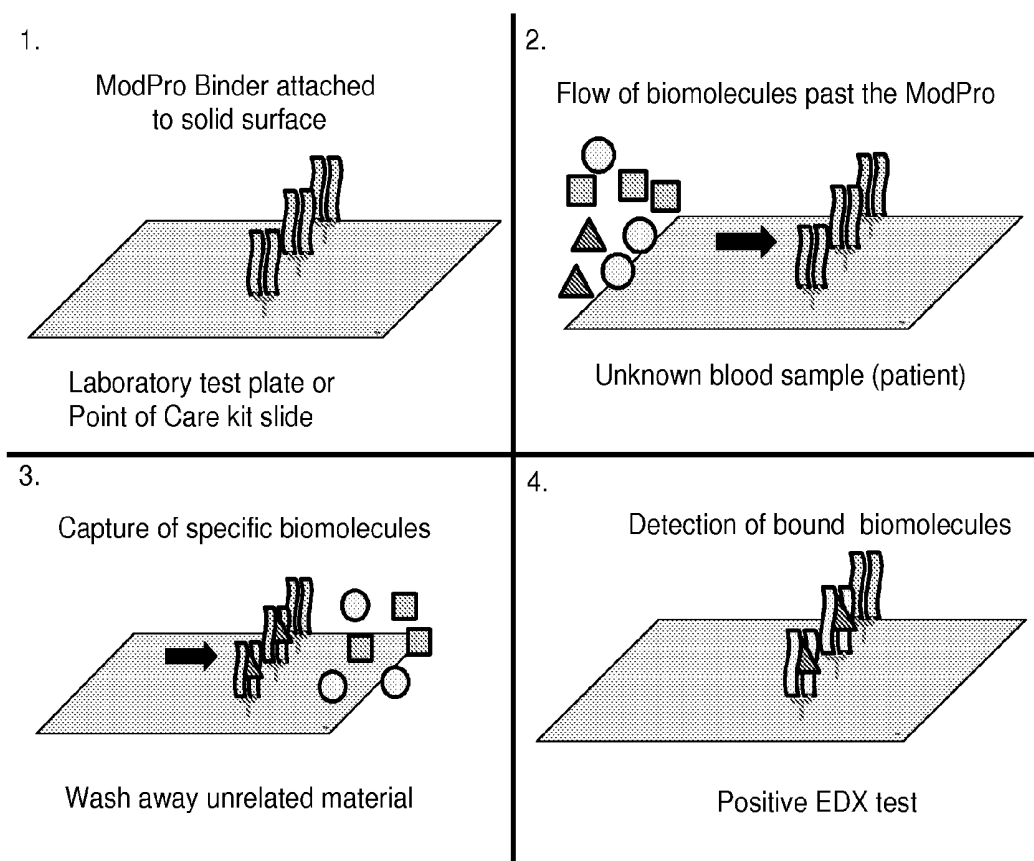 1.
ModPro Binder attached
to solid surface
Laboratory test plate or
Point of Care kit slide
2.
Flow of biomolecules past the ModPro
Unknown blood sample (patient)
3.
Capture of specific biomolecules
Wash away unrelated material
4.
Detection of bound biomolecules
Positive EDX test